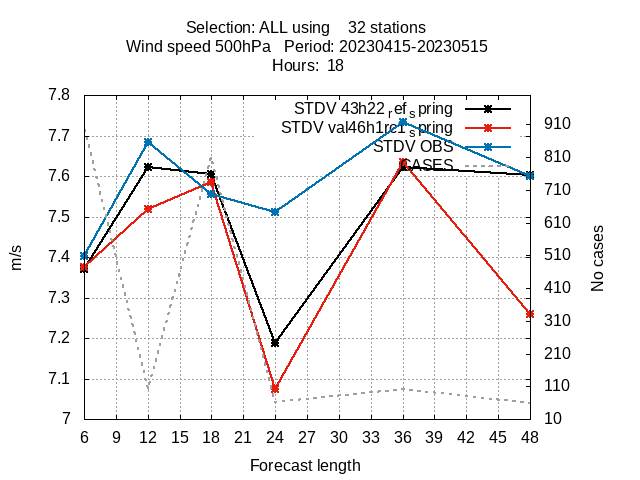 Selection: ALL using 32 stations
Wind speed 500hPa Period: 20230415-20230515
Hours: 18
STDV 43h22_ref_spring
STDV val46h1rc1_spring
STDV OBS
CASES
7.8
7.7
7.6
7.5
7.4
7.3
7.2
7.1
7
m/s
910
810
710
610
510
410
310
210
110
10
No cases
6 9 12 15 18 21 24 27 30 33 36 39 42 45 48
Forecast length